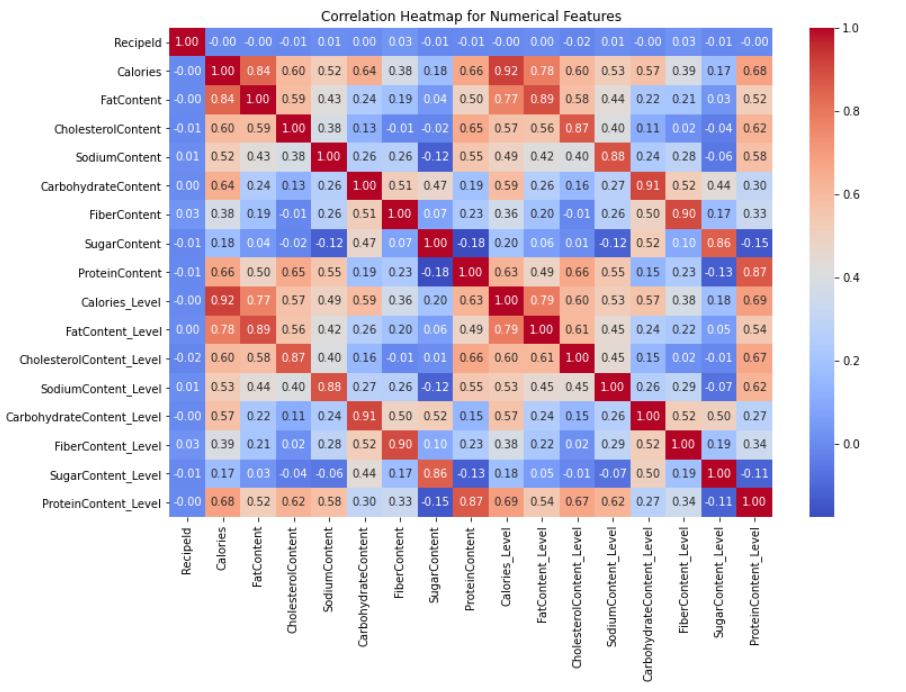 Correlation Heatmap for Numerical Features
RecipeId 1.00 -0.00 -0.00 -0.01 0.01 0.00 0.03 -0.01 -0.01 -0.00 0.00 -0.02 0.01 -0.00 0.03 -0.01 -0.00
Calories -0.00 1.00 0.84 0.60 0.52 0.64 0.38 0.18 0.66 0.92 0.78 0.60 0.53 0.57 0.39 0.17 0.68
FatContent -0.00 0.84 1.00 0.59 0.43 0.24 0.19 0.04 0.50 0.77 0.89 0.58 0.44 0.22 0.21 0.03 0.52
CholesterolContent -0.01 0.60 0.59 1.00 0.38 0.13 -0.01 -0.02 0.65 0.57 0.56 0.87 0.40 0.11 0.02 -0.04 0.62
SodiumContent 0.01 0.52 0.43 0.38 1.00 0.26 0.26 -0.12 0.55 0.49 0.42 0.40 0.88 0.24 0.28 -0.06 0.58
CarbohydrateContent 0.00 0.64 0.24 0.13 0.26 1.00 0.51 0.47 0.19 0.59 0.26 0.16 0.27 0.91 0.52 0.44 0.30
FiberContent 0.03 0.38 0.19 -0.01 0.26 0.51 1.00 0.07 0.23 0.36 0.20 -0.01 0.26 0.50 0.90 0.17 0.33
SugarContent -0.01 0.18 0.04 -0.02 -0.12 0.47 0.07 1.00 -0.18 0.20 0.06 0.01 -0.12 0.52 0.10 0.86 -0.15
ProteinContent -0.01 0.66 0.50 0.65 0.55 0.19 0.23 -0.18 1.00 0.63 0.49 0.66 0.55 0.15 0.23 -0.13 0.87
Calories_Level -0.00 0.92 0.77 0.57 0.49 0.59 0.36 0.20 0.63 1.00 0.79 0.60 0.53 0.57 0.38 0.18 0.69
FatContent_Level 0.00 0.78 0.89 0.56 0.42 0.26 0.20 0.06 0.49 0.79 1.00 0.61 0.45 0.24 0.22 0.05 0.54
CholesterolContent_Level -0.02 0.60 0.58 0.87 0.40 0.16 -0.01 0.01 0.66 0.60 0.61 1.00 0.45 0.15 0.02 -0.01 0.67
SodiumContent_Level 0.01 0.53 0.44 0.40 0.88 0.27 0.26 -0.12 0.55 0.53 0.45 0.45 1.00 0.26 0.29 -0.07 0.62
CarbohydrateContent_Level -0.00 0.57 0.22 0.11 0.24 0.91 0.50 0.52 0.15 0.57 0.24 0.15 0.26 1.00 0.52 0.50 0.27
FiberContent_Level 0.03 0.39 0.21 0.02 0.28 0.52 0.90 0.10 0.23 0.38 0.22 0.02 0.29 0.52 1.00 0.19 0.34
SugarContent_Level -0.01 0.17 0.03 -0.04 -0.06 0.44 0.17 0.86 -0.13 0.18 0.05 -0.01 -0.07 0.50 0.19 1.00 -0.11
ProteinContent_Level -0.00 0.68 0.52 0.62 0.58 0.30 0.33 -0.15 0.87 0.69 0.54 0.67 0.62 0.27 0.34 -0.11 1.00
RecipeId
Calories
FatContent
CholesterolContent
SodiumContent
CarbohydrateContent
FiberContent
SugarContent
ProteinContent
Calories_Level
FatContent_Level
CholesterolContent_Level
SodiumContent_Level
CarbohydrateContent_Level
FiberContent_Level
SugarContent_Level
ProteinContent_Level
1.0
0.8
0.6
0.4
0.2
0.0